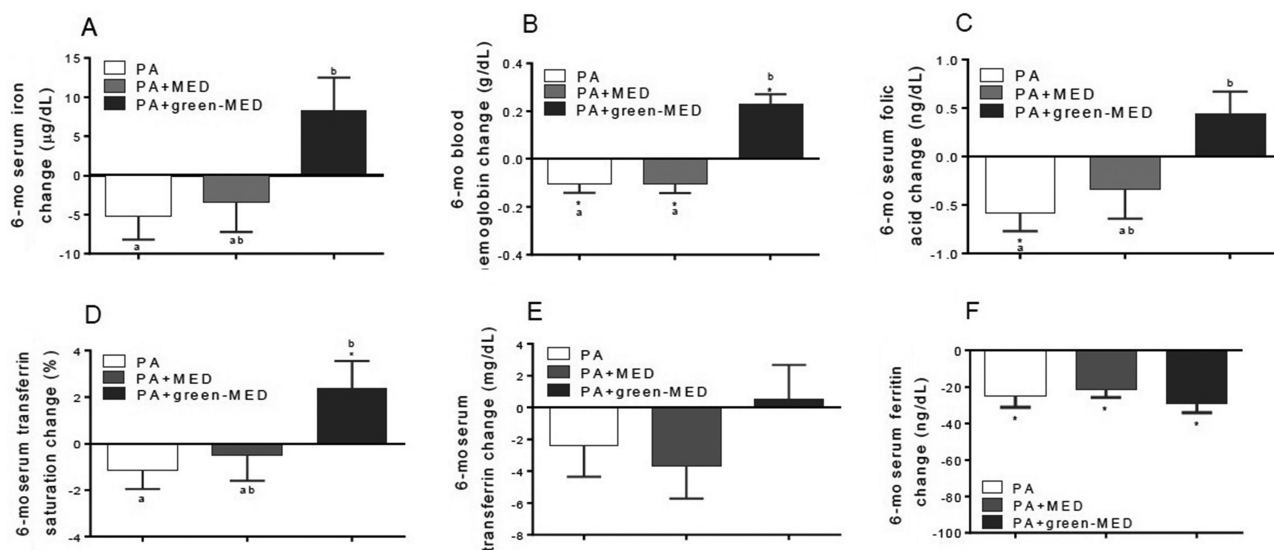 A
6-mo serum iron
change (µg/dL)
15
10
5
0
-5
-10
PA
PA+MED
PA+green-MED
a
ab
b
B
6-mo blood
emoglobin change (g/dL)
0.4
0.2
0.0
-0.2
-0.4
PA
PA+MED
PA+green-MED
*
a
*
a
b
*
C
6-mo serum folic
acid change (ng/dL)
1.0
0.5
0.0
-0.5
-1.0
PA
PA+MED
PA+green-MED
*
a
ab
b
D
6-mo serum transferrin
saturation change (%)
4
2
0
-2
-4
PA
PA+MED
PA+green-MED
a
ab
b
*
E
6-mo serum
transferrin change (mg/dL)
4
2
0
-2
-4
-6
-8
PA
PA+MED
PA+green-MED
F
6-mo serum ferritin
change (ng/dL)
0
-20
-40
-60
-80
-100
*
*
*
PA
PA+MED
PA+green-MED